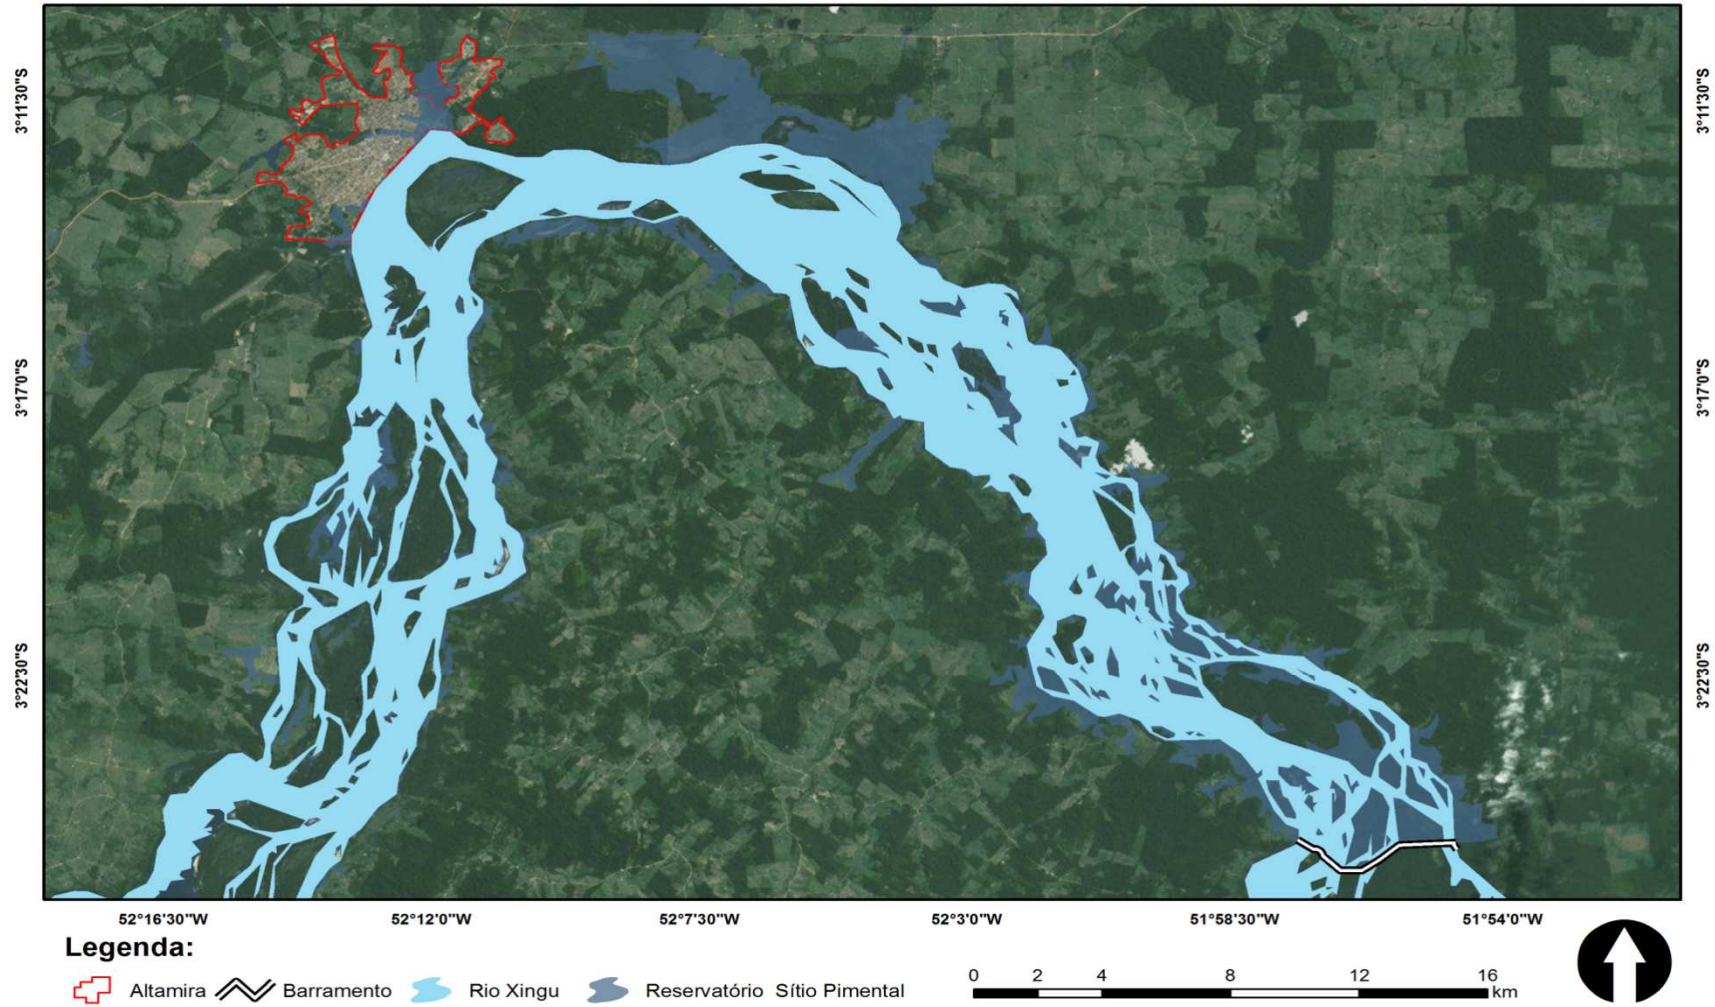 3°11'30"S
3°11'30"S
3°17'0"S
3°17'0"S
3°22'30"S
3°22'30"S
52°16'30"W 52°12'0"W 52°7'30"W 52°3'0"W 51°58'30"W 51°54'0"W
Legenda:
Altamira Barramento Rio Xingu Reservatório Sítio Pimental
0 2 4 8 12 16
km